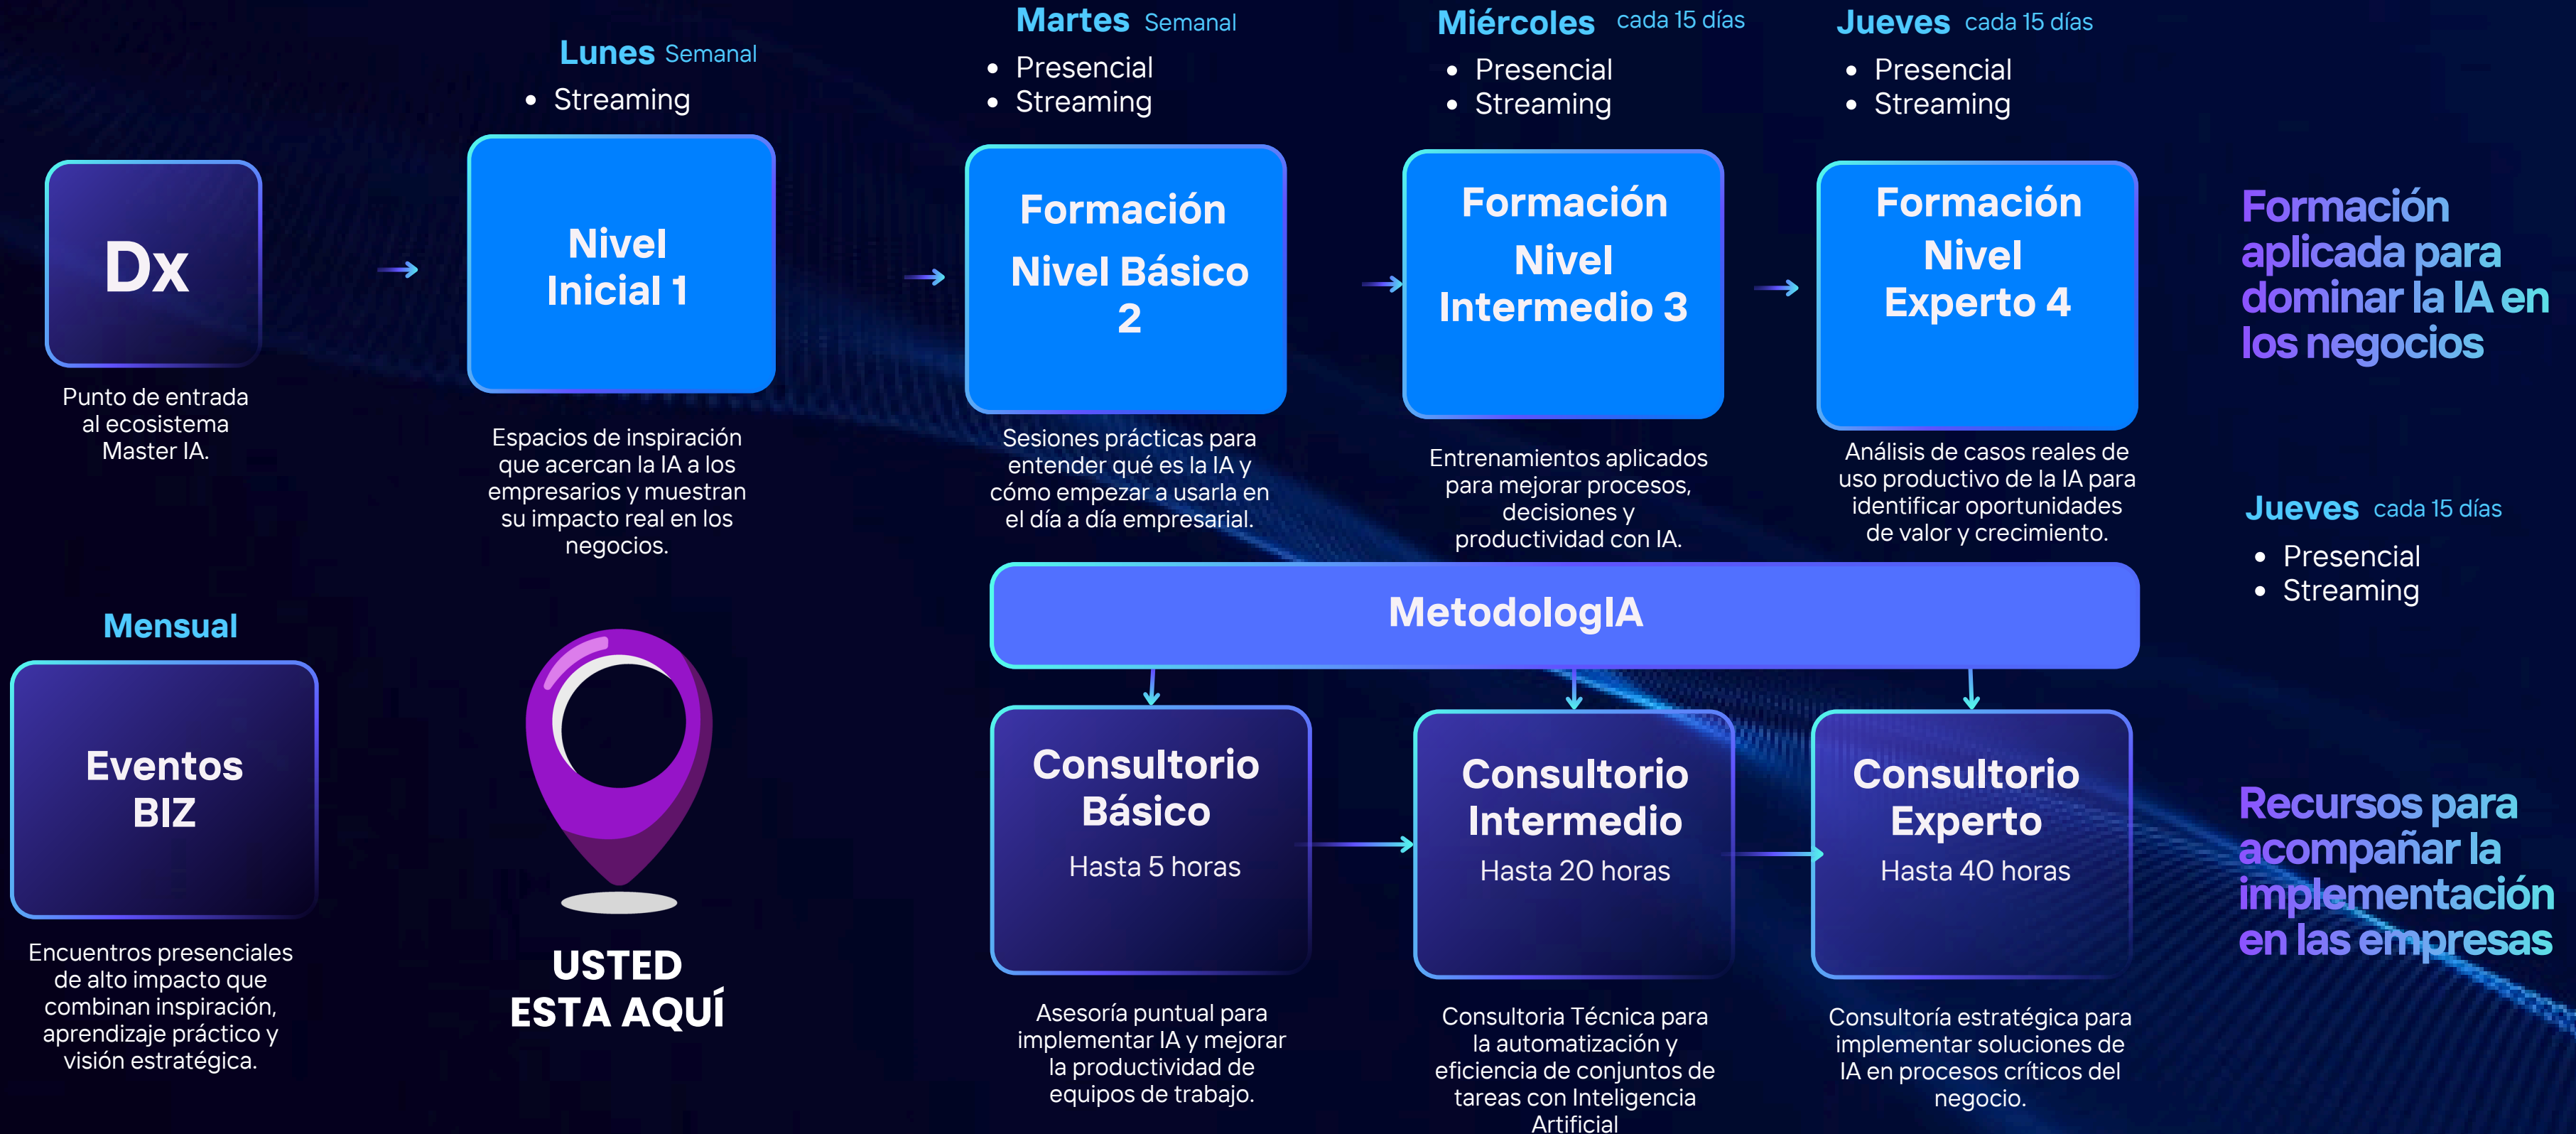 Lunes Semanal
• Streaming
Martes Semanal
• Presencial
• Streaming
Miércoles cada 15 días
• Presencial
• Streaming
Jueves cada 15 días
• Presencial
• Streaming
Dx
Punto de entrada
al ecosistema
Master IA.
Nivel
Inicial 1
Espacios de inspiración
que acercan la IA a los
empresarios y muestran
su impacto real en los
negocios.
Formación
Nivel Básico
2
Sesiones prácticas para
entender qué es la IA y
cómo empezar a usarla en
el día a día empresarial.
Formación
Nivel
Intermedio 3
Entrenamientos aplicados
para mejorar procesos,
decisiones y
productividad con IA.
Formación
Nivel
Experto 4
Análisis de casos reales de
uso productivo de la IA para
identificar oportunidades
de valor y crecimiento.
Formación
aplicada para
dominar la IA en
los negocios
Jueves cada 15 días
• Presencial
• Streaming
MetodologIA
Mensual
Eventos
BIZ
Encuentros presenciales
de alto impacto que
combinan inspiración,
aprendizaje práctico y
visión estratégica.
USTED
ESTA AQUÍ
Consultorio
Básico
Hasta 5 horas
Asesoría puntual para
implementar IA y mejorar
la productividad de
equipos de trabajo.
Consultorio
Intermedio
Hasta 20 horas
Consultoria Técnica para
la automatización y
eficiencia de conjuntos de
tareas con Inteligencia
Artificial
Consultorio
Experto
Hasta 40 horas
Consultoría estratégica para
implementar soluciones de
IA en procesos críticos del
negocio.
Recursos para
acompañar la
implementación
en las empresas